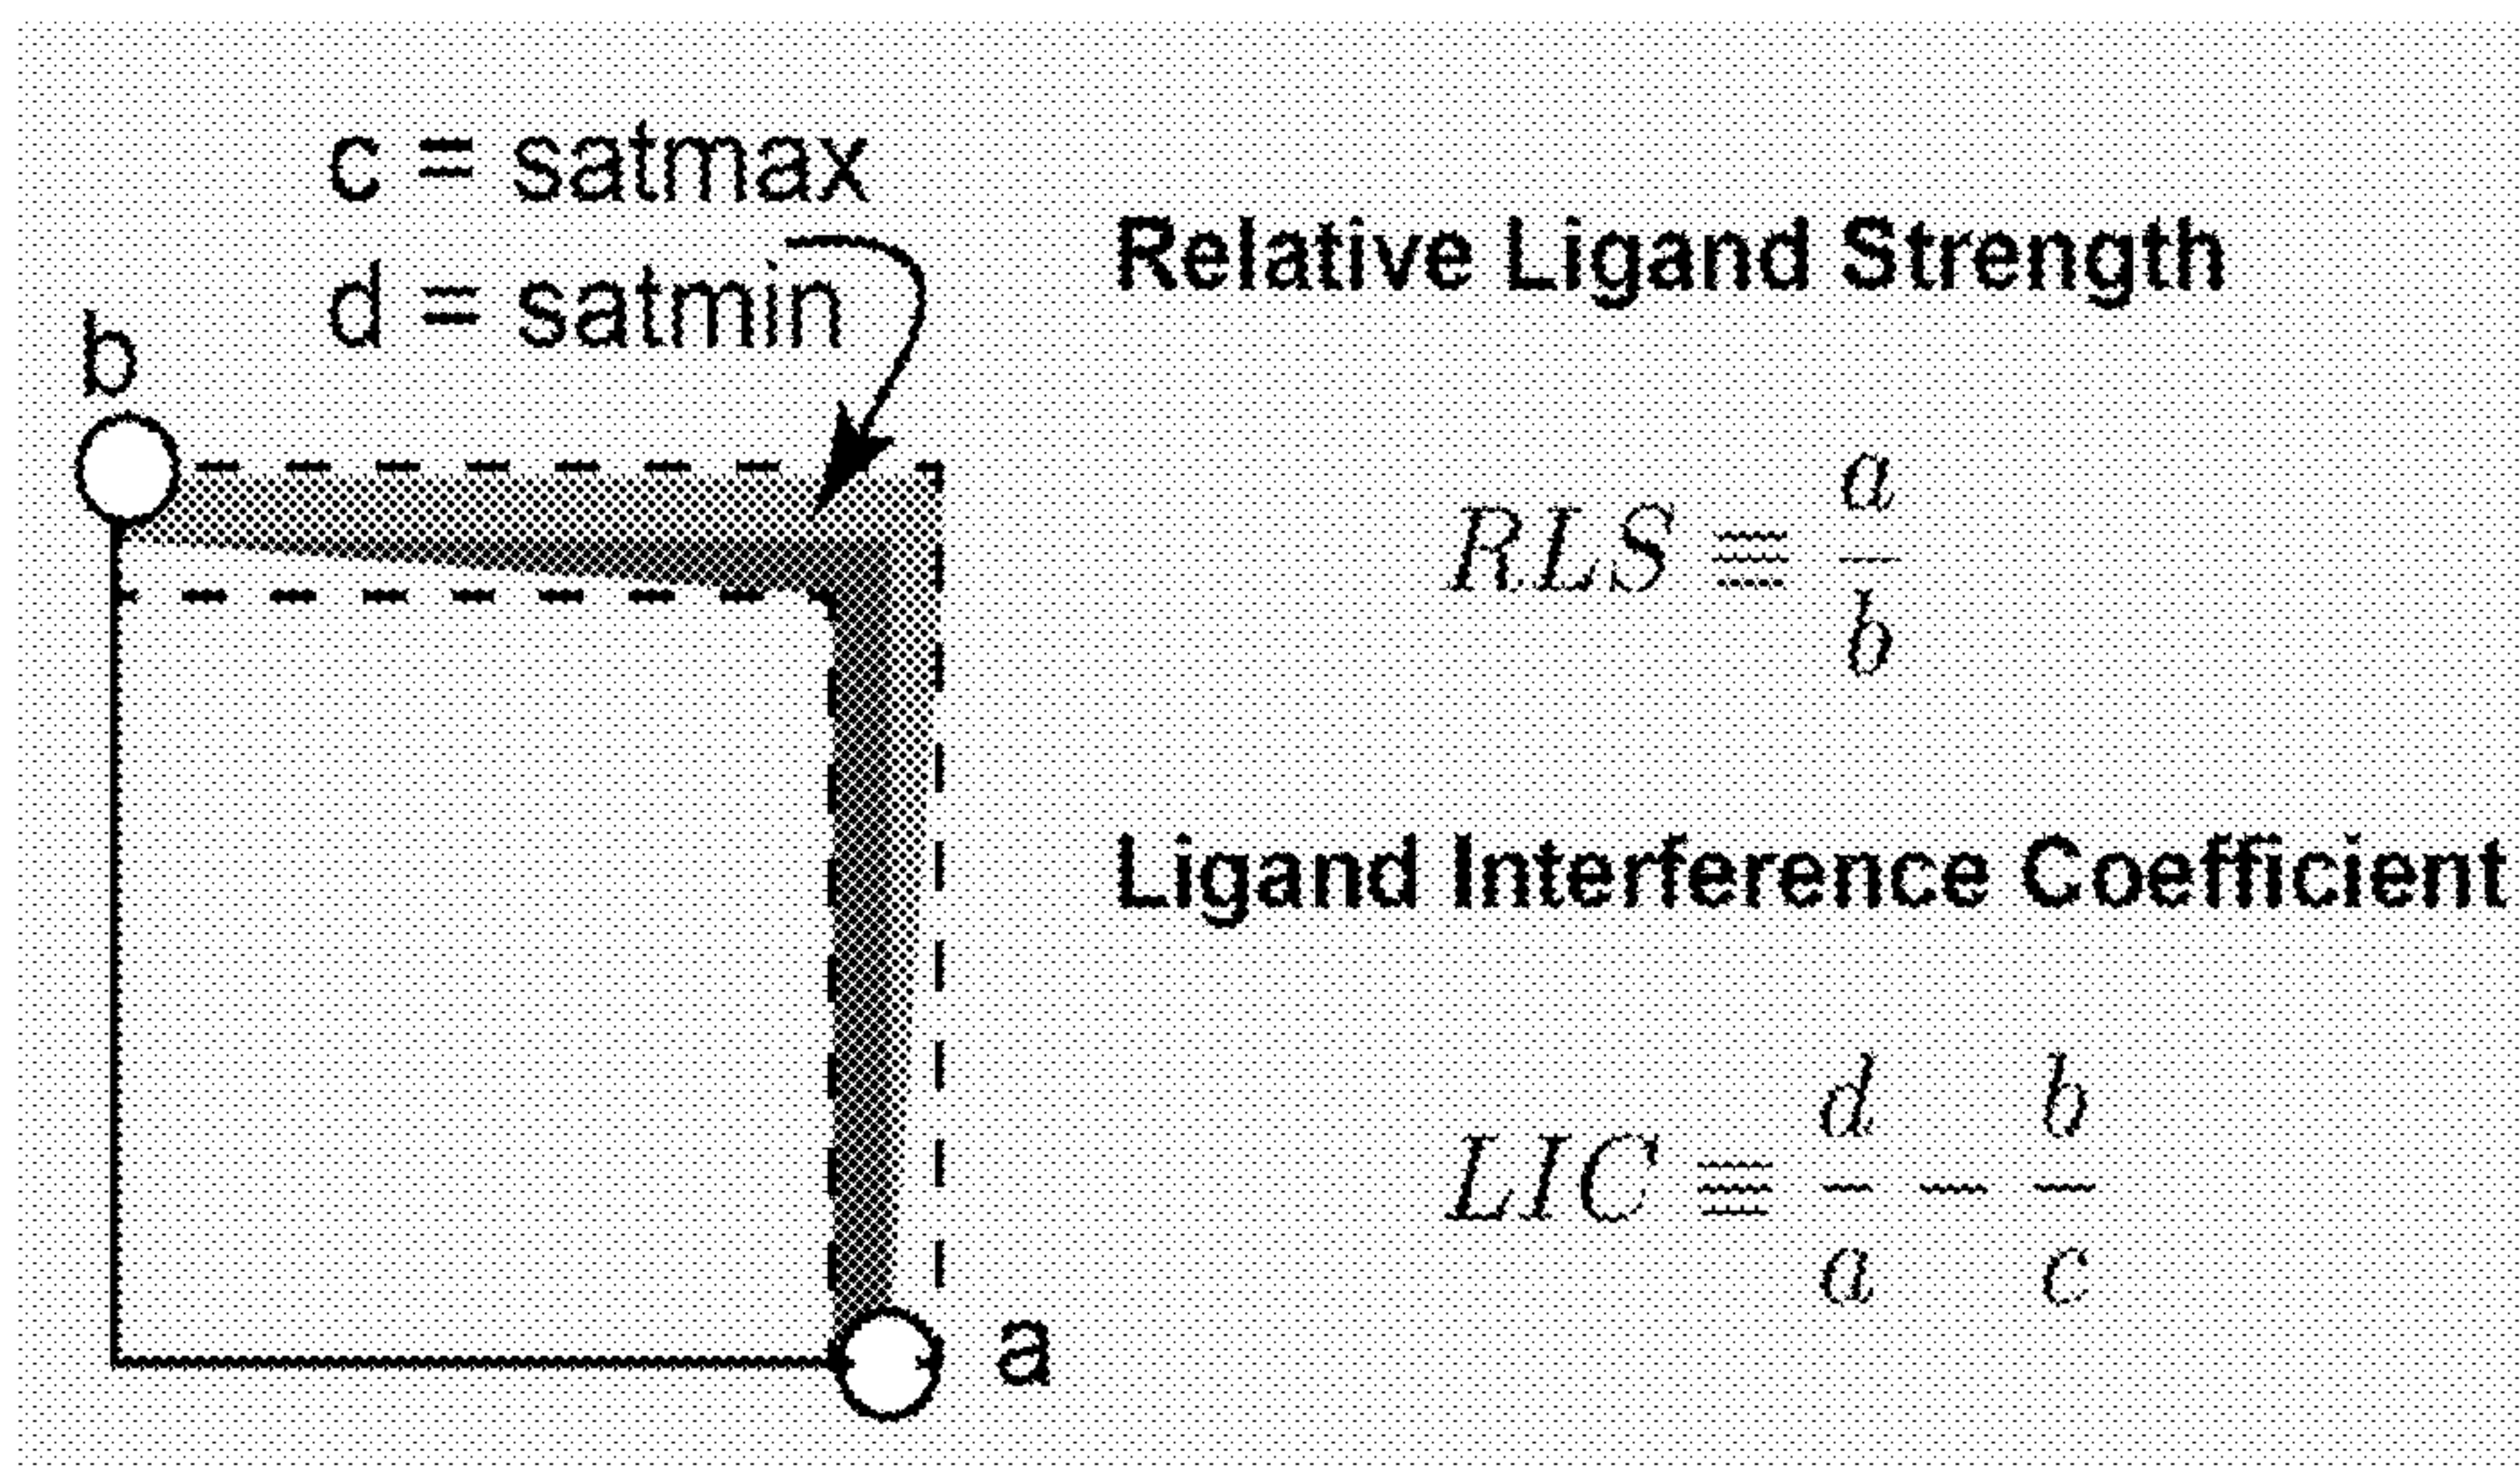 c = satmax
d = satmin
b
a
Relative Ligand Strength
RLS ≡ a/b
Ligand Interference Coefficient
LIC ≡ d/a − b/c